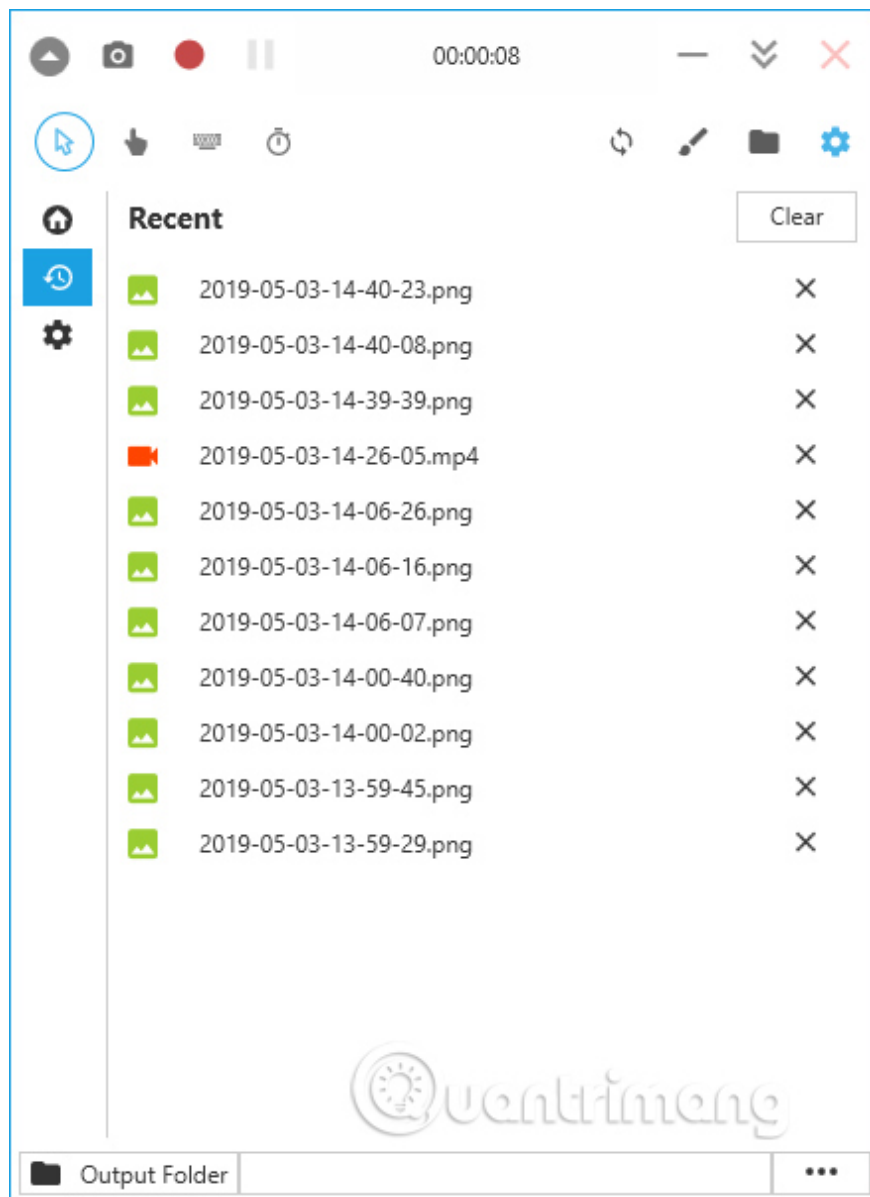 00:00:08
Recent
Clear
2019-05-03-14-40-23.png
2019-05-03-14-40-08.png
2019-05-03-14-39-39.png
2019-05-03-14-26-05.mp4
2019-05-03-14-06-26.png
2019-05-03-14-06-16.png
2019-05-03-14-06-07.png
2019-05-03-14-00-40.png
2019-05-03-14-00-02.png
2019-05-03-13-59-45.png
2019-05-03-13-59-29.png
Quantrimang
Output Folder